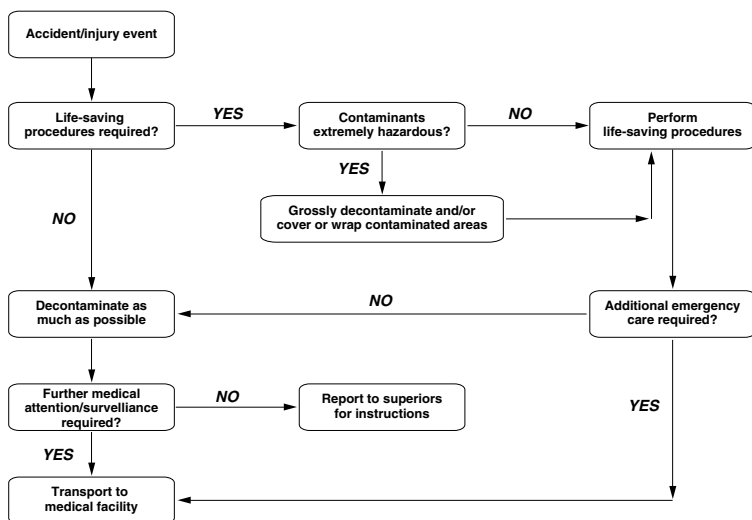 Accident/injury event
Life-saving
procedures required?
YES
Contaminants
extremely hazardous?
NO
Perform
life-saving procedures
YES
Grossly decontaminate and/or
cover or wrap contaminated areas
NO
Decontaminate as
much as possible
NO
Additional emergency
care required?
Further medical
attention/survelliance
required?
NO
Report to superiors
for instructions
YES
YES
Transport to
medical facility